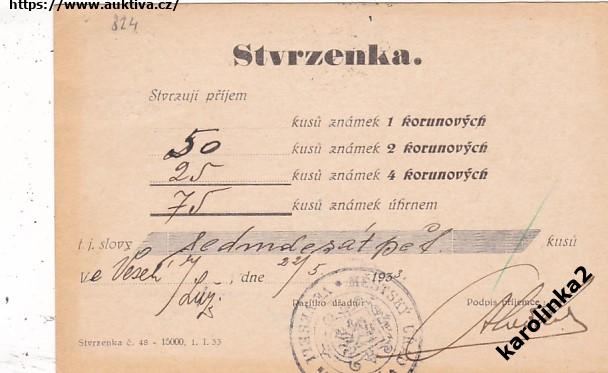 https://www.auktiva.cz/
824
Stvrzenka.
Stvrzuji příjem
kusů známek 1 korunových
50 kusů známek 2 korunových
25 kusů známek 4 korunových
75 kusů známek úhrnem
t. j. slovy sedmdesát pět kusů
ve Veselí n/Luž. dne 22/5 1933.
Razítko úřadu: Podpis příjemce:
MĚSTSKÝ
Stvrzenka č. 48 - 15000, 1. I. 33
karolinka2